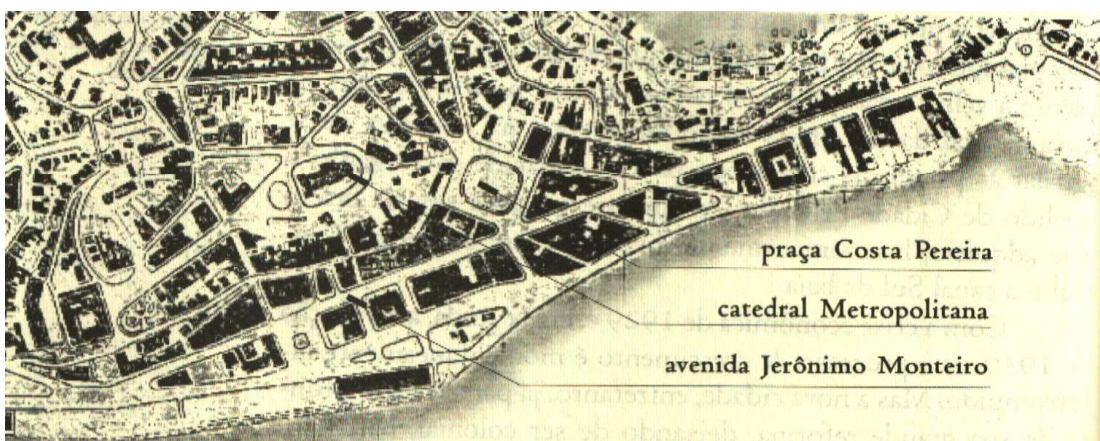 praça Costa Pereira
catedral Metropolitana
avenida Jerônimo Monteiro